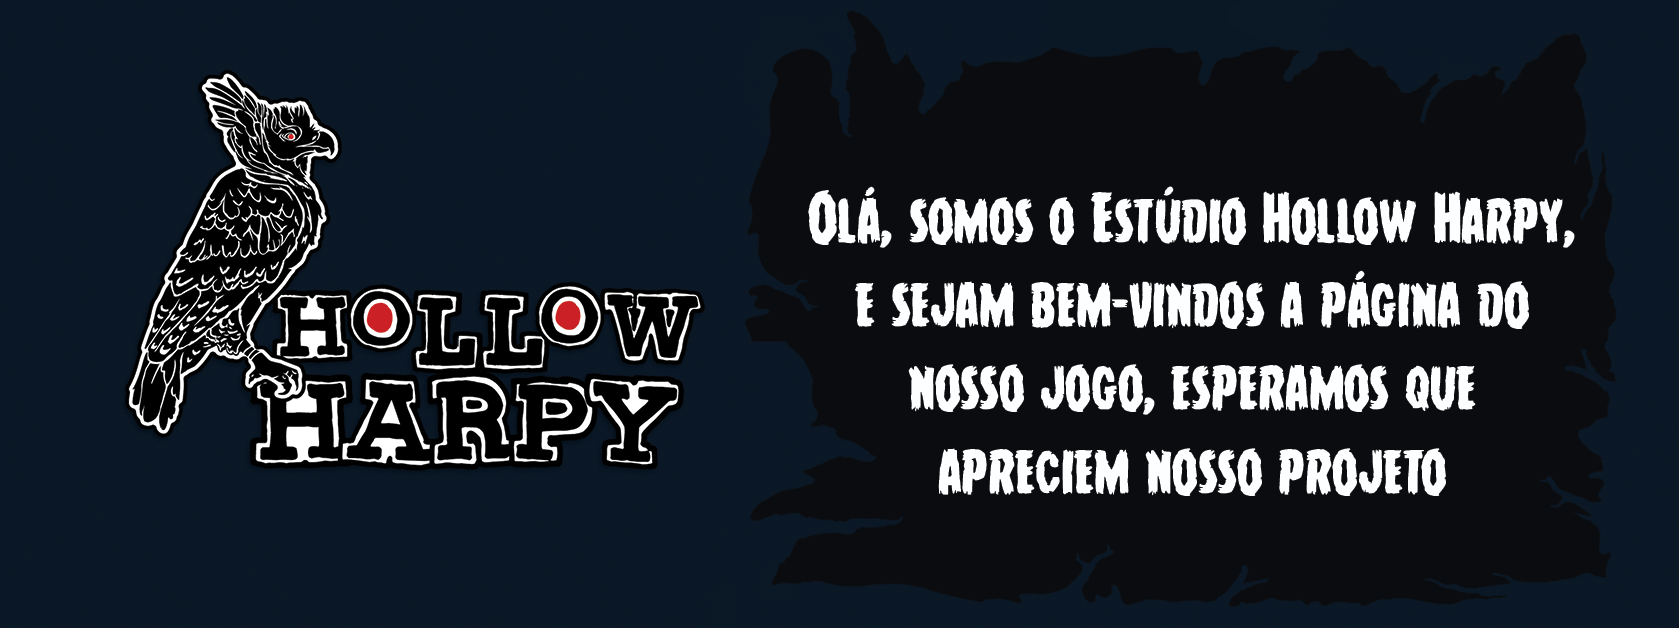 HOLLOW
HARPY
Olá, somos o Estúdio Hollow Harpy,
e sejam bem-vindos a página do
nosso jogo, esperamos que
apreciem nosso projeto